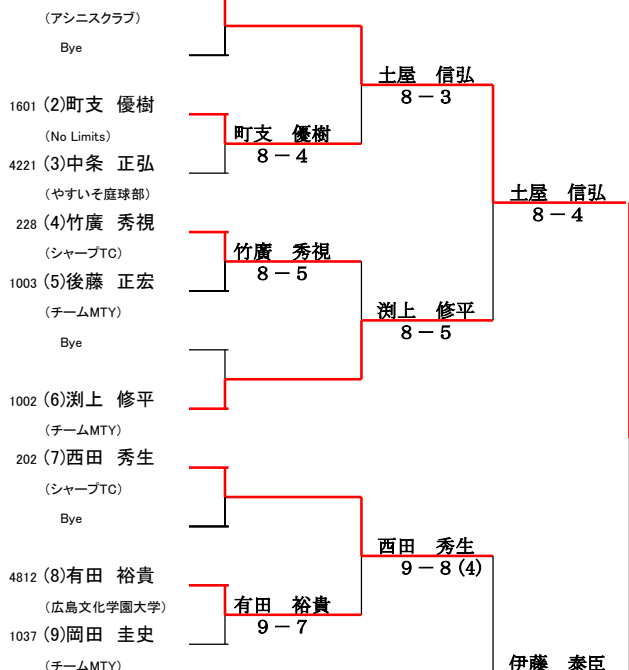 (アシニスクラブ)
Bye
土屋 信弘
8－3
1601 (2)町支 優樹
(No Limits)
町支 優樹
8－4
4221 (3)中条 正弘
(やすいそ庭球部)
土屋 信弘
8－4
228 (4)竹廣 秀視
(シャープTC)
竹廣 秀視
8－5
1003 (5)後藤 正宏
(チームMTY)
渕上 修平
8－5
Bye
1002 (6)渕上 修平
(チームMTY)
202 (7)西田 秀生
(シャープTC)
Bye
西田 秀生
9－8(4)
4812 (8)有田 裕貴
(広島文化学園大学)
有田 裕貴
9－7
1037 (9)岡田 圭史
(チームMTY)
伊藤 泰臣